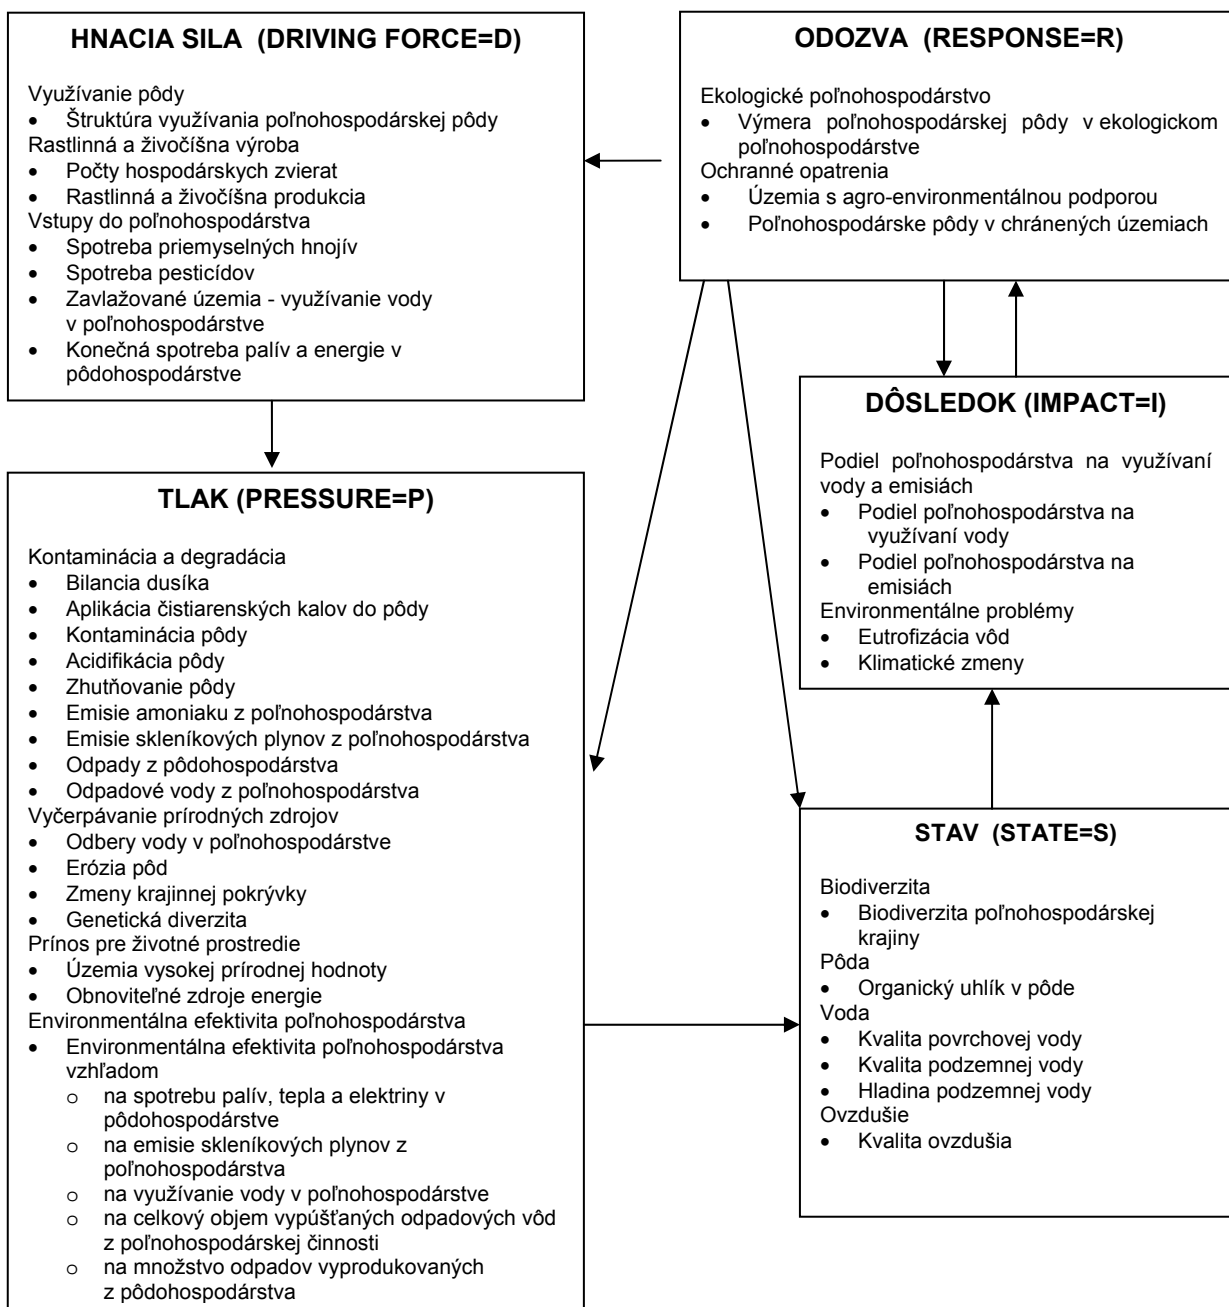 HNACIA SILA (DRIVING FORCE=D)
Využívanie pôdy
• Štruktúra využívania poľnohospodárskej pôdy
Rastlinná a živočíšna výroba
• Počty hospodárskych zvierat
• Rastlinná a živočíšna produkcia
Vstupy do poľnohospodárstva
• Spotreba priemyselných hnojív
• Spotreba pesticídov
• Zavlažované územia - využívanie vody
v poľnohospodárstve
• Konečná spotreba palív a energie v
pôdohospodárstve
ODOZVA (RESPONSE=R)
Ekologické poľnohospodárstvo
• Výmera poľnohospodárskej pôdy v ekologickom
poľnohospodárstve
Ochranné opatrenia
• Územia s agro-environmentálnou podporou
• Poľnohospodárske pôdy v chránených územiach
DÔSLEDOK (IMPACT=I)
Podiel poľnohospodárstva na využívaní
vody a emisiách
• Podiel poľnohospodárstva na
využívaní vody
• Podiel poľnohospodárstva na
emisiách
Environmentálne problémy
• Eutrofizácia vôd
• Klimatické zmeny
TLAK (PRESSURE=P)
Kontaminácia a degradácia
• Bilancia dusíka
• Aplikácia čistiarenských kalov do pôdy
• Kontaminácia pôdy
• Acidifikácia pôdy
• Zhutňovanie pôdy
• Emisie amoniaku z poľnohospodárstva
• Emisie skleníkových plynov z poľnohospodárstva
• Odpady z pôdohospodárstva
• Odpadové vody z poľnohospodárstva
Vyčerpávanie prírodných zdrojov
• Odbery vody v poľnohospodárstve
• Erózia pôd
• Zmeny krajinnej pokrývky
• Genetická diverzita
Prínos pre životné prostredie
• Územia vysokej prírodnej hodnoty
• Obnoviteľné zdroje energie
Environmentálna efektivita poľnohospodárstva
• Environmentálna efektivita poľnohospodárstva
vzhľadom
o na spotrebu palív, tepla a elektriny v
pôdohospodárstve
o na emisie skleníkových plynov z
poľnohospodárstva
o na využívanie vody v poľnohospodárstve
o na celkový objem vypúšťaných odpadových vôd
z poľnohospodárskej činnosti
o na množstvo odpadov vyprodukovaných
z pôdohospodárstva
STAV (STATE=S)
Biodiverzita
• Biodiverzita poľnohospodárskej
krajiny
Pôda
• Organický uhlík v pôde
Voda
• Kvalita povrchovej vody
• Kvalita podzemnej vody
• Hladina podzemnej vody
Ovzdušie
• Kvalita ovzdušia